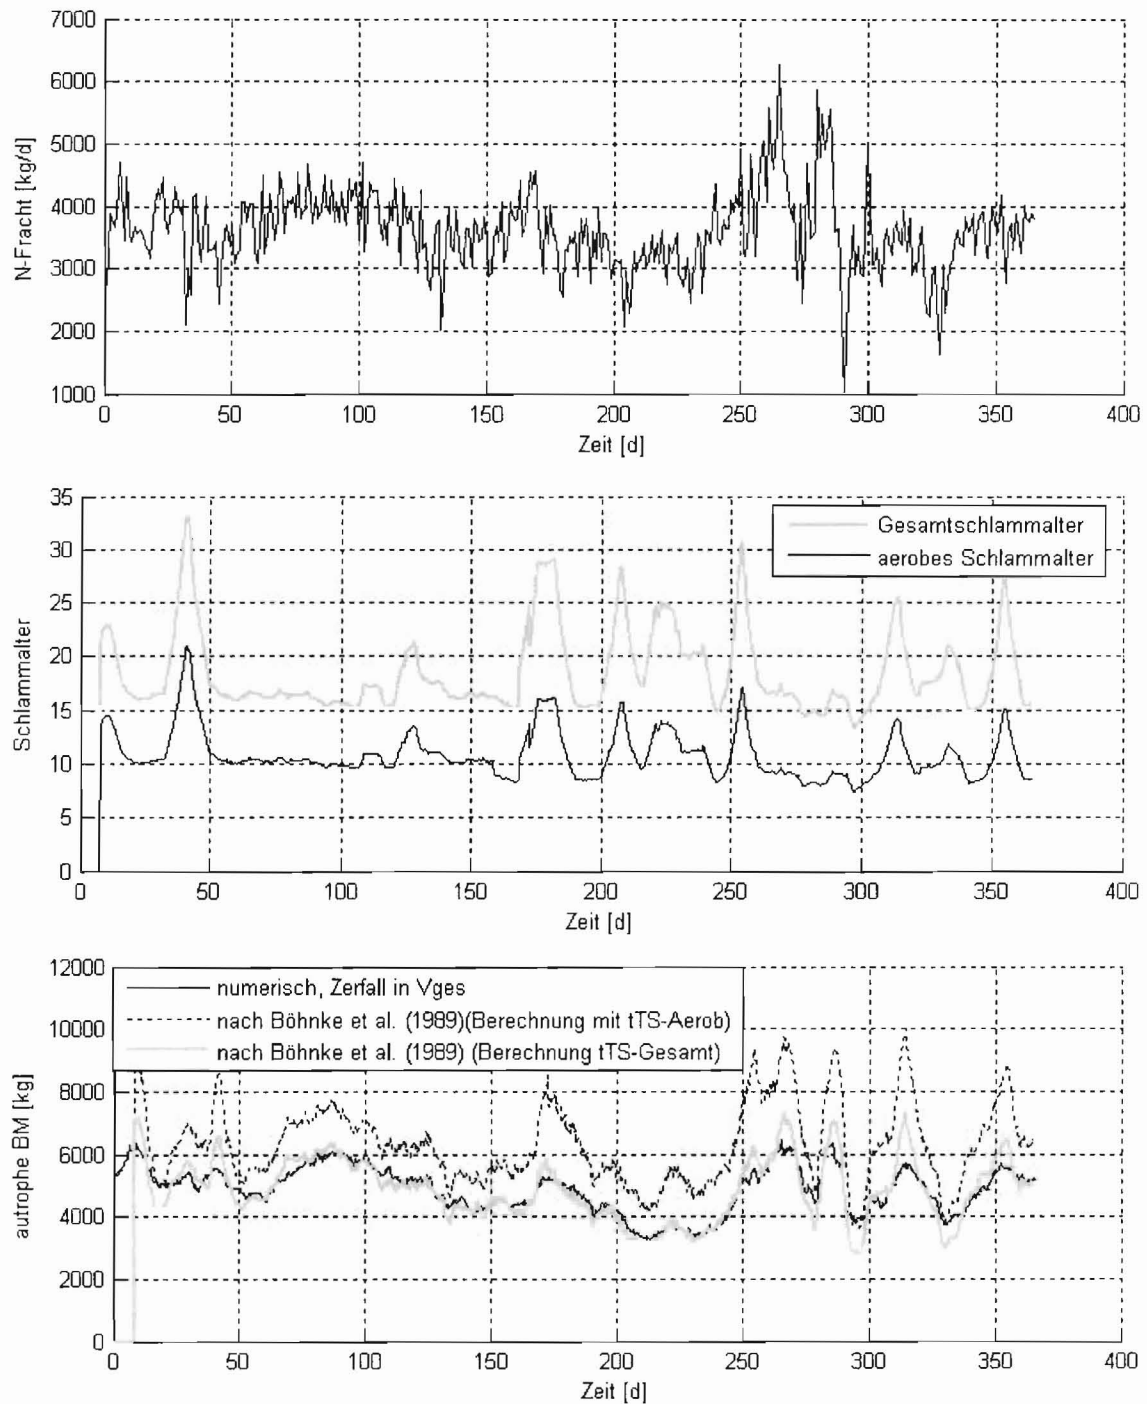 7000
6000
5000
4000
3000
2000
1000
N-Fracht [kg/d]
0 50 100 150 200 250 300 350 400
Zeit [d]
35
30
25
20
15
10
5
0
Schlammalter
Gesamtschlammalter
aerobes Schlammalter
0 50 100 150 200 250 300 350 400
Zeit [d]
12000
10000
8000
6000
4000
2000
0
autrophe BM [kg]
numerisch, Zerfall in Vges
nach Böhnke et al. (1989)(Berechnung mit tTS-Aerob)
nach Böhnke et al. (1989) (Berechnung tTS-Gesamt)
0 50 100 150 200 250 300 350 400
Zeit [d]